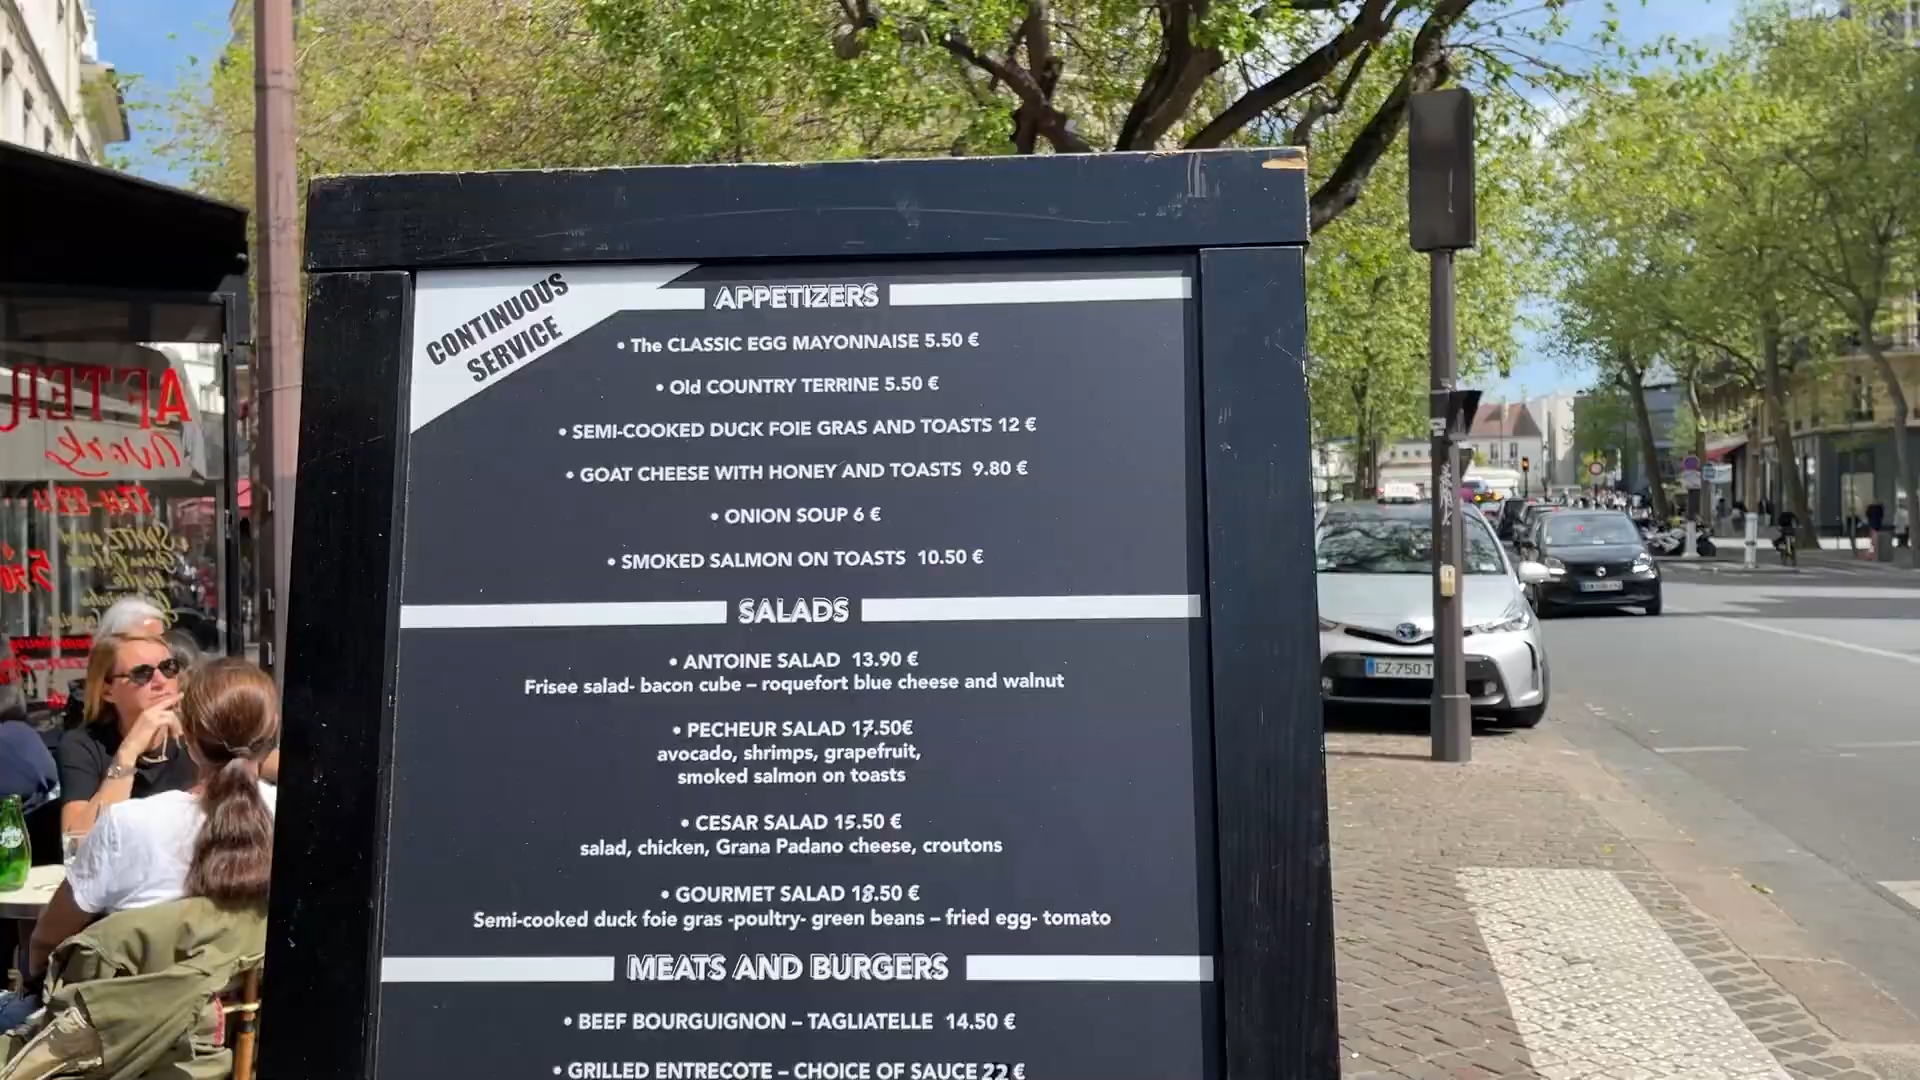 CONTINUOUS
SERVICE
APPETIZERS
• The CLASSIC EGG MAYONNAISE 5.50 €
• Old COUNTRY TERRINE 5.50 €
• SEMI-COOKED DUCK FOIE GRAS AND TOASTS 12 €
• GOAT CHEESE WITH HONEY AND TOASTS 9.80 €
• ONION SOUP 6 €
• SMOKED SALMON ON TOASTS 10.50 €
SALADS
• ANTOINE SALAD 13.90 €
Frisee salad- bacon cube – roquefort blue cheese and walnut
• PECHEUR SALAD 17.50€
avocado, shrimps, grapefruit,
smoked salmon on toasts
• CESAR SALAD 15.50 €
salad, chicken, Grana Padano cheese, croutons
• GOURMET SALAD 18.50 €
Semi-cooked duck foie gras -poultry- green beans – fried egg- tomato
MEATS AND BURGERS
• BEEF BOURGUIGNON – TAGLIATELLE 14.50 €
• GRILLED ENTRECOTE – CHOICE OF SAUCE 22 €
AFTER
Work
EZ-750-T